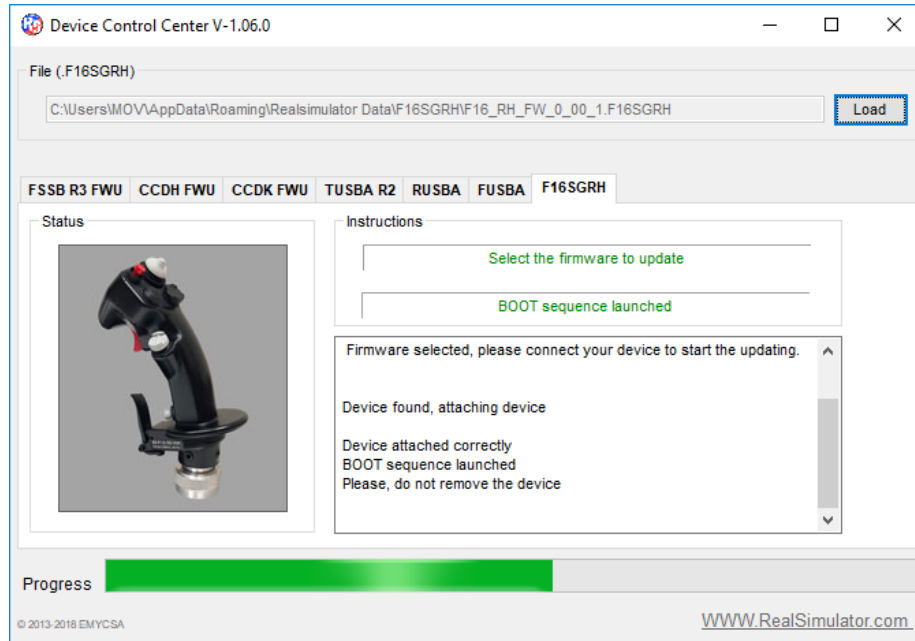 Device Control Center V-1.06.0
File (.F16SGRH)
C:\Users\MOV\AppData\Roaming\Realsimulator Data\F16SGRH\F16_RH_FW_0_00_1.F16SGRH
Load
FSSB R3 FWU CCDH FWU CCDK FWU TUSBA R2 RUSBA FUSBA F16SGRH
Status
Instructions
Select the firmware to update
BOOT sequence launched
Firmware selected, please connect your device to start the updating.
Device found, attaching device
Device attached correctly
BOOT sequence launched
Please, do not remove the device
Progress
© 2013-2018 EMYCSA
WWW.RealSimulator.com